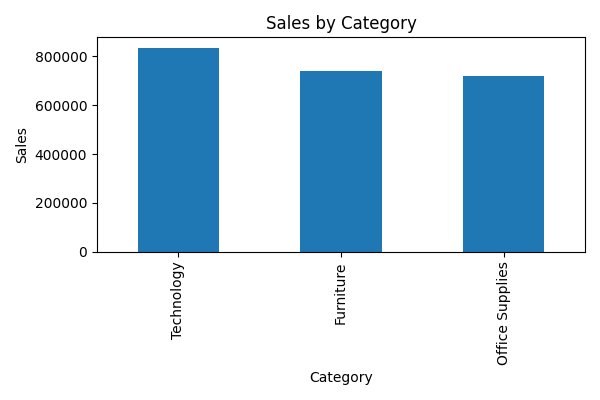 Sales by Category
Sales
800000
600000
400000
200000
0
Technology
Furniture
Office Supplies
Category